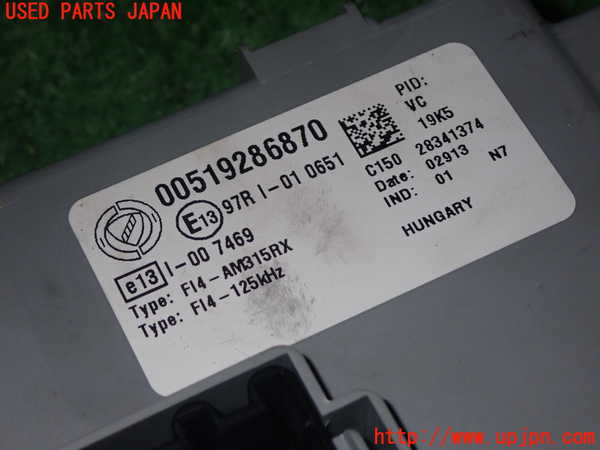 USED PARTS JAPAN
00519286870
E13 97R I-01 0651
e13 I-00 7469
Type: FI4-AM315RX
Type: FI4-125kHz
PID:
VC
19K5
28341374
C150
Date: 02913
IND: 01 N7
HUNGARY
http://www.upjpn.com/